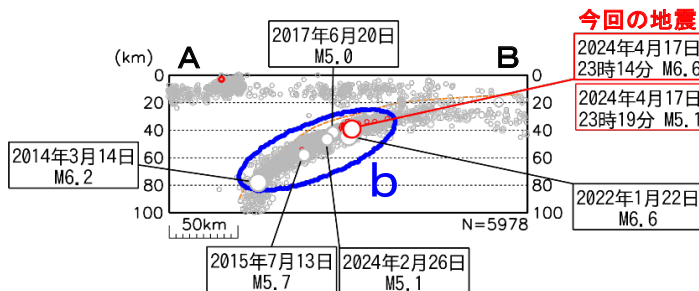 今回の地震
2017年6月20日
M5.0
2024年4月17日
23時14分 M6.6
2024年4月17日
23時19分 M5.1
A
B
(km)
0
20
40
60
80
100
0
20
40
60
80
100
b
2014年3月14日
M6.2
2022年1月22日
M6.6
50km
N=5978
2015年7月13日
M5.7
2024年2月26日
M5.1